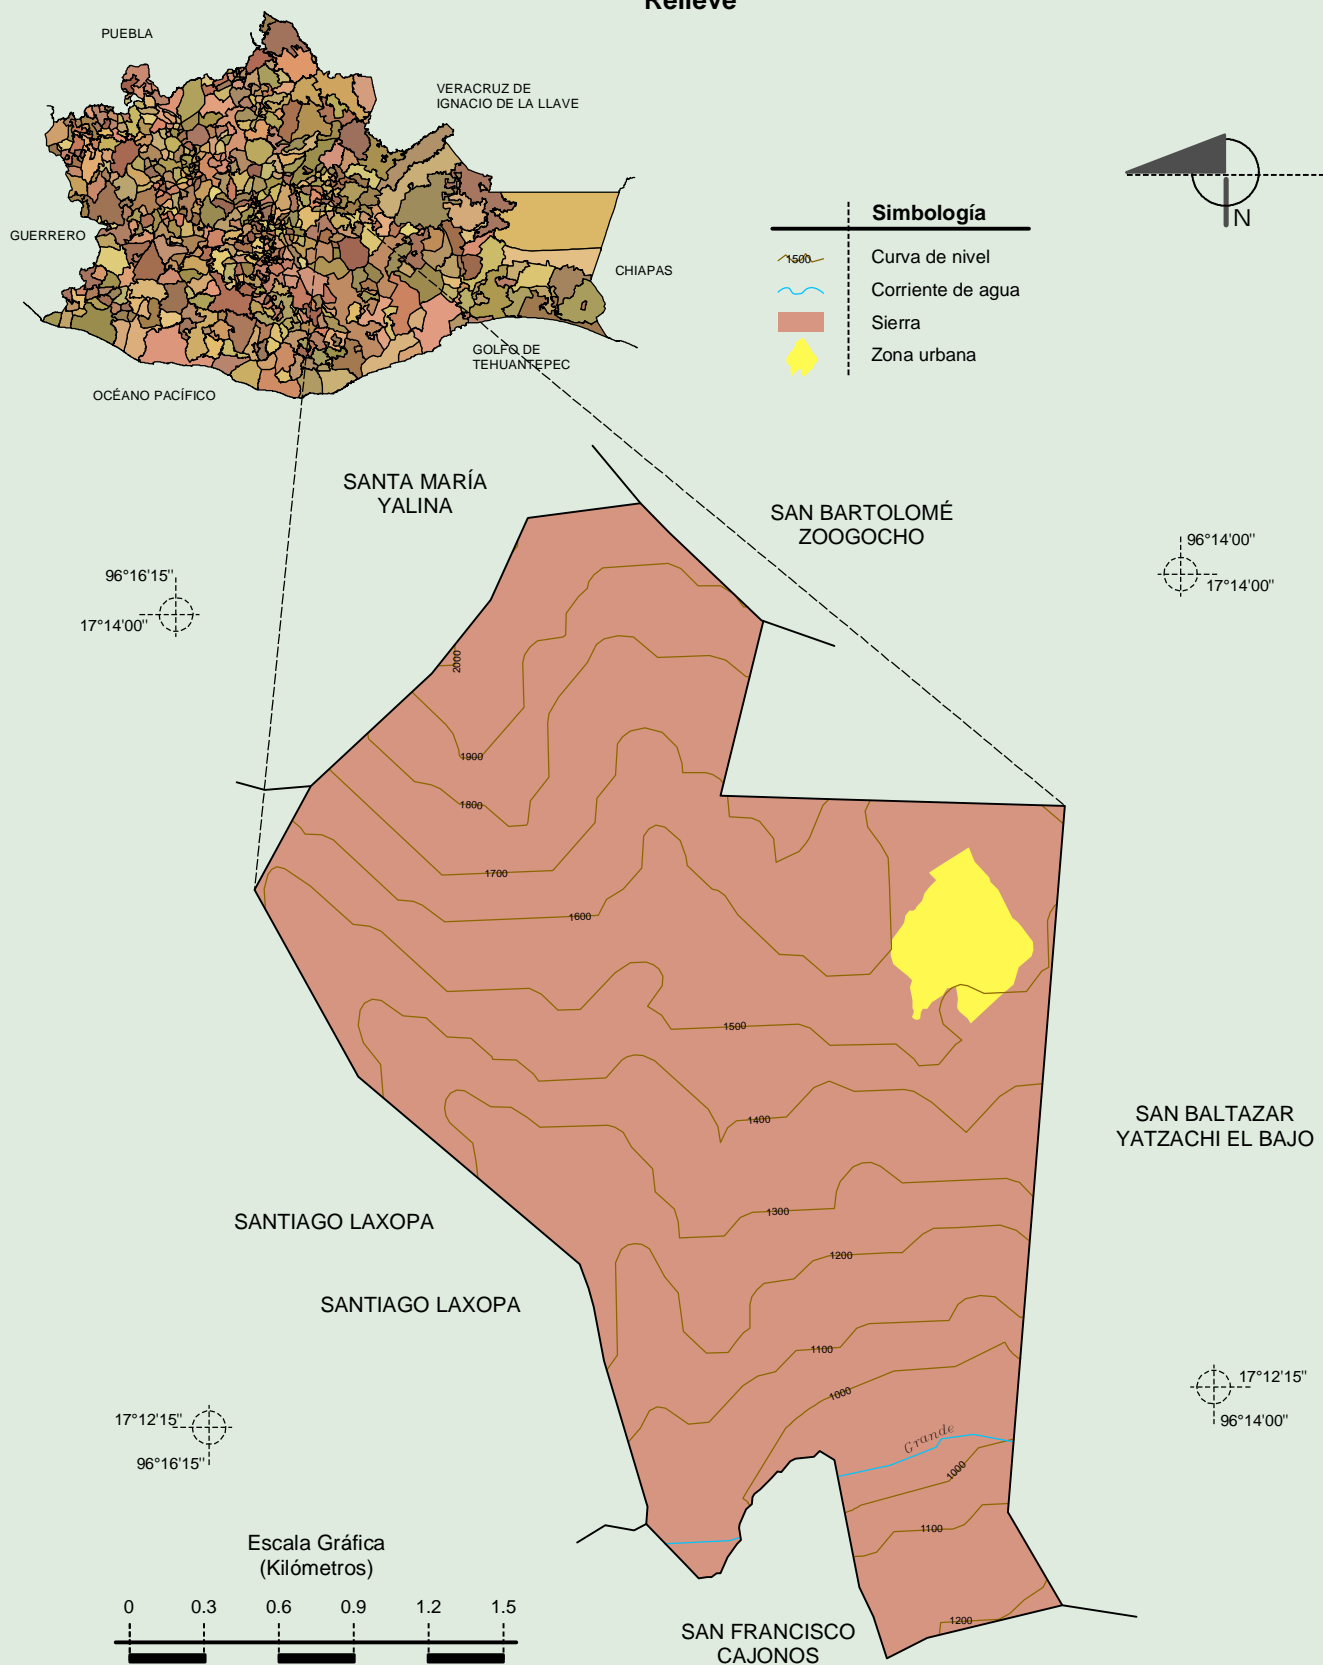 Relieve
PUEBLA
VERACRUZ DE
IGNACIO DE LA LLAVE
GUERRERO
CHIAPAS
GOLFO DE
TEHUANTEPEC
OCÉANO PACÍFICO
N
Simbología
1500
Curva de nivel
Corriente de agua
Sierra
Zona urbana
SANTA MARÍA
YALINA
SAN BARTOLOMÉ
ZOOGOCHO
96°16'15"
17°14'00"
96°14'00"
17°14'00"
2000
1900
1800
1700
1600
1500
1400
SAN BALTAZAR
YATZACHI EL BAJO
1300
SANTIAGO LAXOPA
1200
SANTIAGO LAXOPA
1100
1000
17°12'15"
96°14'00"
17°12'15"
96°16'15"
Grande
1000
1100
1200
Escala Gráfica
(Kilómetros)
0 0.3 0.6 0.9 1.2 1.5
SAN FRANCISCO
CAJONOS